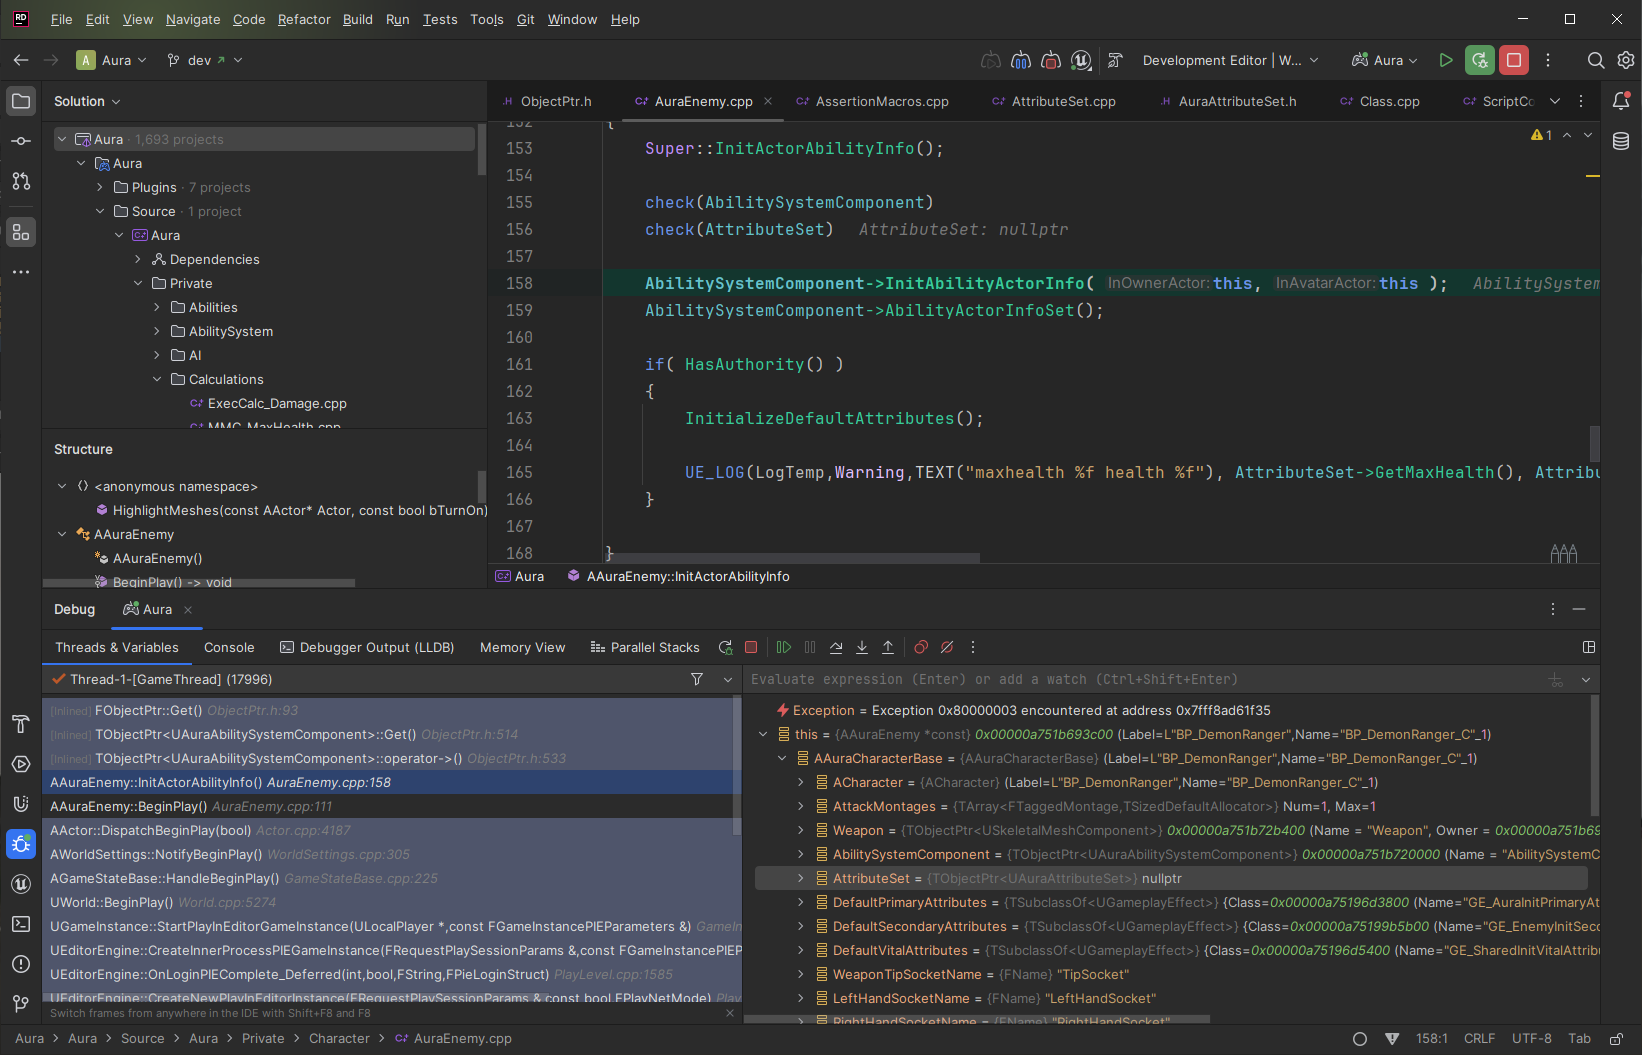 RD File Edit View Navigate Code Refactor Build Run Tests Tools Git Window Help
A Aura dev Development Editor | W... Aura
Solution
ObjectPtr.h AuraEnemy.cpp AssertionMacros.cpp AttributeSet.cpp AuraAttributeSet.h Class.cpp ScriptCo
Aura · 1,693 projects
Aura
Plugins · 7 projects
Source · 1 project
Aura
Dependencies
Private
Abilities
AbilitySystem
AI
Calculations
ExecCalc_Damage.cpp
MMC_MaxHealth.cpp
152 {
153 Super::InitActorAbilityInfo();
154
155 check(AbilitySystemComponent)
156 check(AttributeSet) AttributeSet: nullptr
157
158 AbilitySystemComponent->InitAbilityActorInfo( InOwnerActor: this, InAvatarActor: this ); AbilitySystem
159 AbilitySystemComponent->AbilityActorInfoSet();
160
161 if( HasAuthority() )
162 {
163 InitializeDefaultAttributes();
164
165 UE_LOG(LogTemp,Warning,TEXT("maxhealth %f health %f"), AttributeSet->GetMaxHealth(), Attribu
166 }
167
168 }
1
Structure
<anonymous namespace>
HighlightMeshes(const AActor* Actor, const bool bTurnOn)
AAuraEnemy
AAuraEnemy()
BeginPlay() -> void
Aura AAuraEnemy::InitActorAbilityInfo
Debug Aura
Threads & Variables Console Debugger Output (LLDB) Memory View Parallel Stacks
Thread-1-[GameThread] (17996)
[Inlined] FObjectPtr::Get() ObjectPtr.h:93
[Inlined] TObjectPtr<UAuraAbilitySystemComponent>::Get() ObjectPtr.h:514
[Inlined] TObjectPtr<UAuraAbilitySystemComponent>::operator->() ObjectPtr.h:533
AAuraEnemy::InitActorAbilityInfo() AuraEnemy.cpp:158
AAuraEnemy::BeginPlay() AuraEnemy.cpp:111
AActor::DispatchBeginPlay(bool) Actor.cpp:4187
AWorldSettings::NotifyBeginPlay() WorldSettings.cpp:305
AGameStateBase::HandleBeginPlay() GameStateBase.cpp:225
UWorld::BeginPlay() World.cpp:5274
UGameInstance::StartPlayInEditorGameInstance(ULocalPlayer *,const FGameInstancePIEParameters &) GameIn
UEditorEngine::CreateInnerProcessPIEGameInstance(FRequestPlaySessionParams &,const FGameInstancePIEP
UEditorEngine::OnLoginPIEComplete_Deferred(int,bool,FString,FPieLoginStruct) PlayLevel.cpp:1585
UEditorEngine::CreateNewPlayInEditorInstance(FRequestPlaySessionParams &,const bool,EPlayNetMode) Play
Switch frames from anywhere in the IDE with Shift+F8 and F8
Evaluate expression (Enter) or add a watch (Ctrl+Shift+Enter)
Exception = Exception 0x80000003 encountered at address 0x7fff8ad61f35
this = {AAuraEnemy *const} 0x00000a751b693c00 (Label=L"BP_DemonRanger",Name="BP_DemonRanger_C"_1)
AAuraCharacterBase = {AAuraCharacterBase} (Label=L"BP_DemonRanger",Name="BP_DemonRanger_C"_1)
ACharacter = {ACharacter} (Label=L"BP_DemonRanger",Name="BP_DemonRanger_C"_1)
AttackMontages = {TArray<FTaggedMontage,TSizedDefaultAllocator>} Num=1, Max=1
Weapon = {TObjectPtr<USkeletalMeshComponent>} 0x00000a751b72b400 (Name = "Weapon", Owner = 0x00000a751b69
AbilitySystemComponent = {TObjectPtr<UAuraAbilitySystemComponent>} 0x00000a751b720000 (Name = "AbilitySystemC
AttributeSet = {TObjectPtr<UAuraAttributeSet>} nullptr
DefaultPrimaryAttributes = {TSubclassOf<UGameplayEffect>} {Class=0x00000a75196d3800 (Name="GE_AuraInitPrimaryAt
DefaultSecondaryAttributes = {TSubclassOf<UGameplayEffect>} {Class=0x00000a75199b5b00 (Name="GE_EnemyInitSeco
DefaultVitalAttributes = {TSubclassOf<UGameplayEffect>} {Class=0x00000a75196d5400 (Name="GE_SharedInitVitalAttrib
WeaponTipSocketName = {FName} "TipSocket"
LeftHandSocketName = {FName} "LeftHandSocket"
RightHandSocketName = {FName} "RightHandSocket"
Aura > Aura > Source > Aura > Private > Character > AuraEnemy.cpp 158:1 CRLF UTF-8 Tab